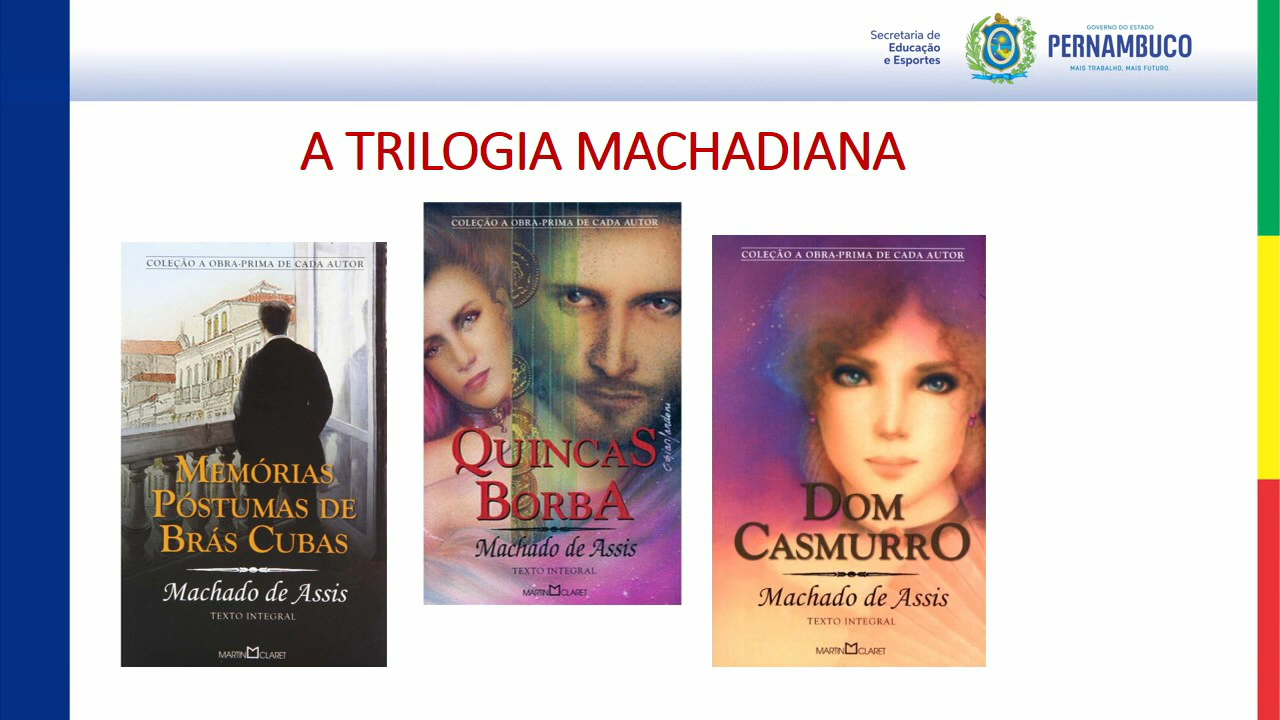 Secretaria de
Educação
e Esportes
GOVERNO DO ESTADO
PERNAMBUCO
MAIS TRABALHO, MAIS FUTURO.
A TRILOGIA MACHADIANA
COLEÇÃO A OBRA-PRIMA DE CADA AUTOR
MEMÓRIAS
PÓSTUMAS DE
BRÁS CUBAS
Machado de Assis
TEXTO INTEGRAL
MARTIN CLARET
COLEÇÃO A OBRA-PRIMA DE CADA AUTOR
QUINCAS
BORBA
Machado de Assis
TEXTO INTEGRAL
MARTIN CLARET
COLEÇÃO A OBRA-PRIMA DE CADA AUTOR
DOM
CASMURRO
Machado de Assis
TEXTO INTEGRAL
MARTIN CLARET